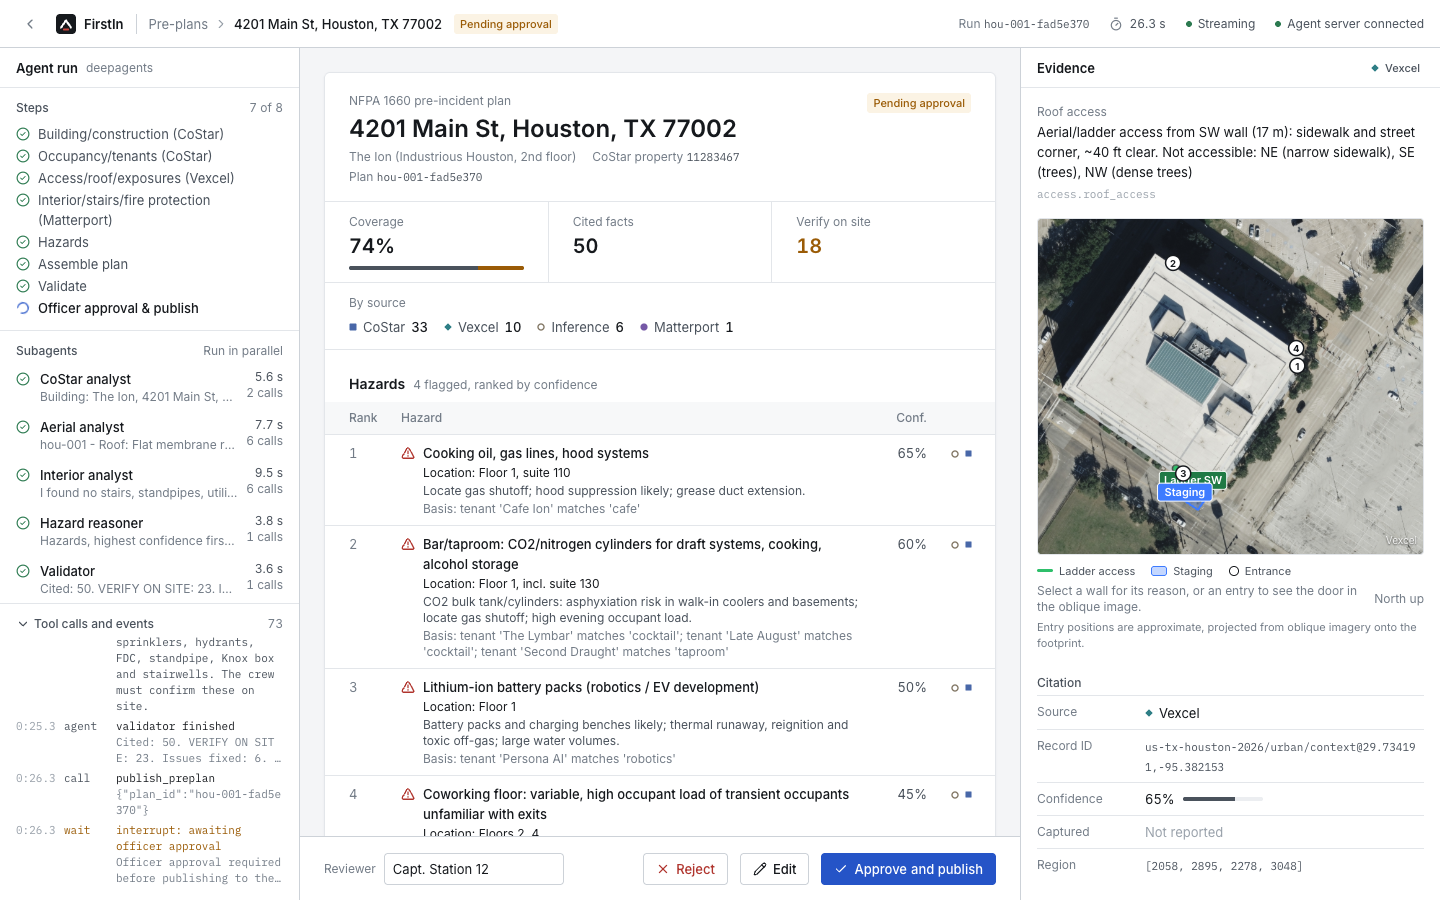 FirstIn
Pre-plans
4201 Main St, Houston, TX 77002
Pending approval
Run hou-001-fad5e370
26.3 s
Streaming
Agent server connected
Agent run deepagents
Steps 7 of 8
Building/construction (CoStar)
Occupancy/tenants (CoStar)
Access/roof/exposures (Vexcel)
Interior/stairs/fire protection
(Matterport)
Hazards
Assemble plan
Validate
Officer approval & publish
Subagents Run in parallel
CoStar analyst 5.6 s
Building: The Ion, 4201 Main St, ... 2 calls
Aerial analyst 7.7 s
hou-001 - Roof: Flat membrane r... 6 calls
Interior analyst 9.5 s
I found no stairs, standpipes, utili... 6 calls
Hazard reasoner 3.8 s
Hazards, highest confidence firs... 1 calls
Validator 3.6 s
Cited: 50. VERIFY ON SITE: 23. I... 1 calls
Tool calls and events 73
sprinklers, hydrants,
FDC, standpipe, Knox box
and stairwells. The crew
must confirm these on
site.
0:25.3 agent validator finished
Cited: 50. VERIFY ON SIT
E: 23. Issues fixed: 6. …
0:26.3 call publish_preplan
{"plan_id":"hou-001-fad5e
370"}
0:26.3 wait interrupt: awaiting
officer approval
Officer approval required
before publishing to the…
NFPA 1660 pre-incident plan
Pending approval
4201 Main St, Houston, TX 77002
The Ion (Industrious Houston, 2nd floor) CoStar property 11283467
Plan hou-001-fad5e370
Coverage Cited facts Verify on site
74% 50 18
By source
CoStar 33 Vexcel 10 Inference 6 Matterport 1
Hazards 4 flagged, ranked by confidence
Rank Hazard Conf.
1 Cooking oil, gas lines, hood systems 65%
Location: Floor 1, suite 110
Locate gas shutoff; hood suppression likely; grease duct extension.
Basis: tenant 'Cafe Ion' matches 'cafe'
2 Bar/taproom: CO2/nitrogen cylinders for draft systems, cooking, 60%
alcohol storage
Location: Floor 1, incl. suite 130
CO2 bulk tank/cylinders: asphyxiation risk in walk-in coolers and basements;
locate gas shutoff; high evening occupant load.
Basis: tenant 'The Lymbar' matches 'cocktail'; tenant 'Late August' matches
'cocktail'; tenant 'Second Draught' matches 'taproom'
3 Lithium-ion battery packs (robotics / EV development) 50%
Location: Floor 1
Battery packs and charging benches likely; thermal runaway, reignition and
toxic off-gas; large water volumes.
Basis: tenant 'Persona AI' matches 'robotics'
4 Coworking floor: variable, high occupant load of transient occupants 45%
unfamiliar with exits
Location: Floors 2, 4
Reviewer Capt. Station 12 Reject Edit Approve and publish
Evidence Vexcel
Roof access
Aerial/ladder access from SW wall (17 m): sidewalk and street
corner, ~40 ft clear. Not accessible: NE (narrow sidewalk), SE
(trees), NW (dense trees)
access.roof_access
2
4
1
3
SW
Staging
Vexcel
Ladder access Staging Entrance
Select a wall for its reason, or an entry to see the door in
the oblique image.
North up
Entry positions are approximate, projected from oblique imagery onto the
footprint.
Citation
Source Vexcel
Record ID us-tx-houston-2026/urban/context@29.73419
1,-95.382153
Confidence 65%
Captured Not reported
Region [2058, 2895, 2278, 3048]